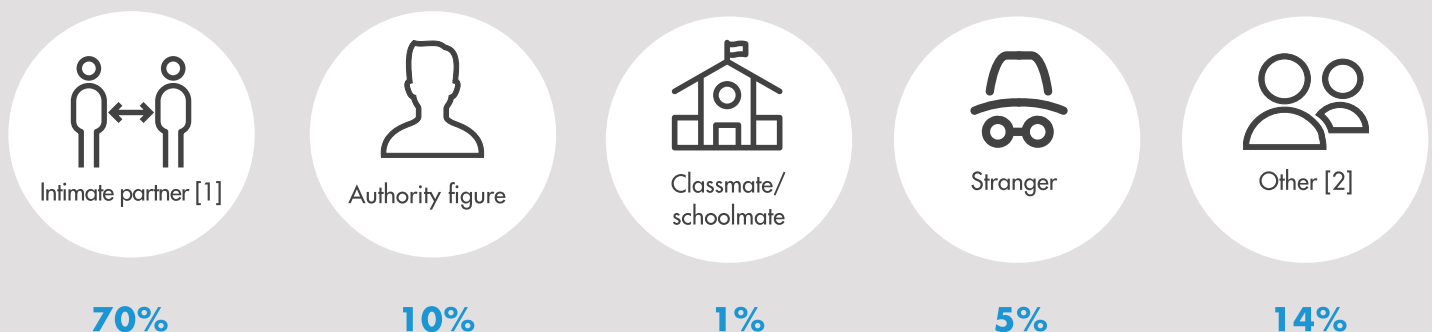 Intimate partner [1]
Authority figure
Classmate/
schoolmate
Stranger
Other [2]
70%
10%
1%
5%
14%